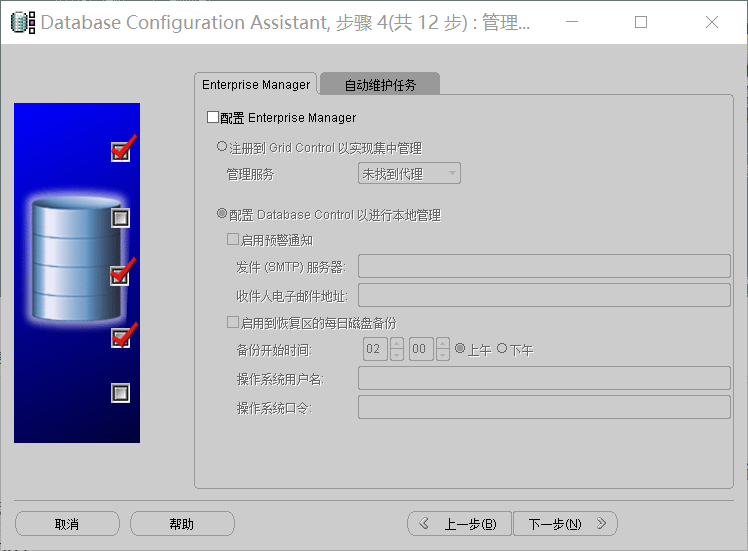 Database Configuration Assistant, 步骤 4(共 12 步) : 管理...
Enterprise Manager
自动维护任务
配置 Enterprise Manager
注册到 Grid Control 以实现集中管理
管理服务
未找到代理
配置 Database Control 以进行本地管理
启用预警通知
发件 (SMTP) 服务器:
收件人电子邮件地址:
启用到恢复区的每日磁盘备份
备份开始时间:
02
00
上午
下午
操作系统用户名:
操作系统口令:
取消
帮助
上一步(B)
下一步(N)